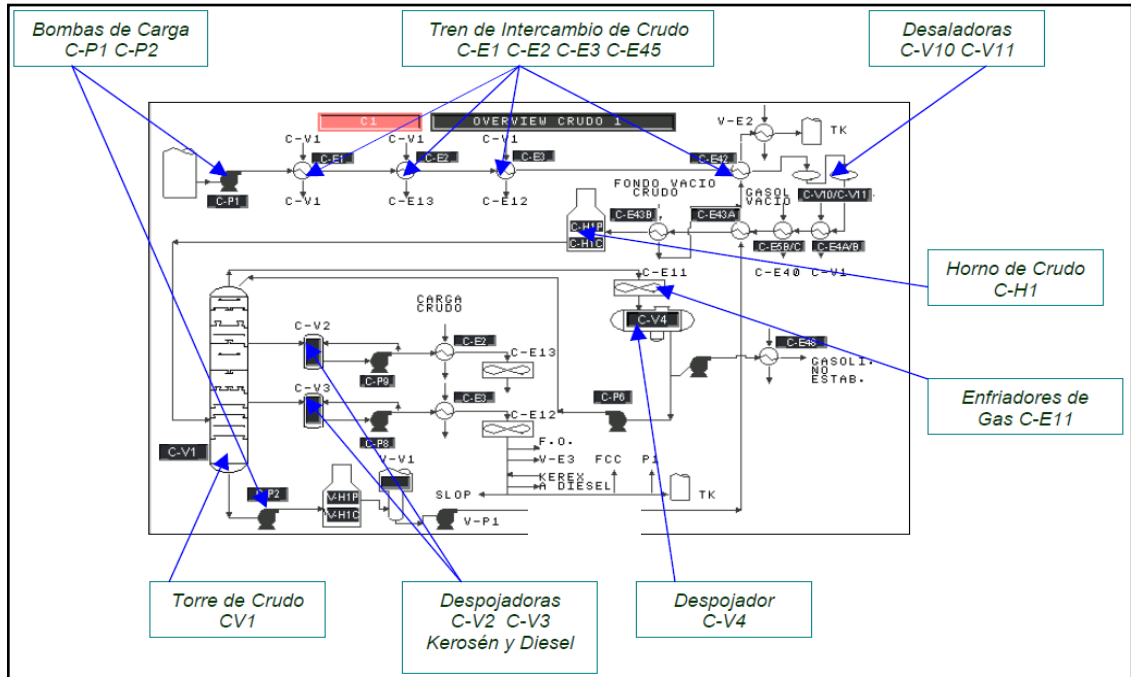 Bombas de Carga
C-P1 C-P2
Tren de Intercambio de Crudo
C-E1 C-E2 C-E3 C-E45
Desaladoras
C-V10 C-V11
C1
OVERVIEW CRUDO 1
V-E2
TK
C-V1
C-V1
C-V1
C-E1
C-E2
C-E3
C-E42
C-P1
C-V1
C-E13
C-E12
FONDO VACIO
CRUDO
GASOL
VACIO
C-V10/C-V11
C-E43B
C-E43A
C-H1P
C-H1C
C-E5B/C
C-E4A/B
C-E40
C-V1
Horno de Crudo
C-H1
C-E11
CARGA
CRUDO
C-V4
C-V2
C-E2
C-E13
C-P9
C-E48
GASOLI.
NO
ESTAB.
C-V3
C-E3
C-E12
C-P6
C-P8
Enfriadores de
Gas C-E11
C-V1
V-V1
F.O.
V-E3
FCC
P1
KEREX
A DIESEL
C-P2
V-H1P
V-H1C
SLOP
TK
V-P1
Torre de Crudo
CV1
Despojadoras
C-V2 C-V3
Kerosén y Diesel
Despojador
C-V4